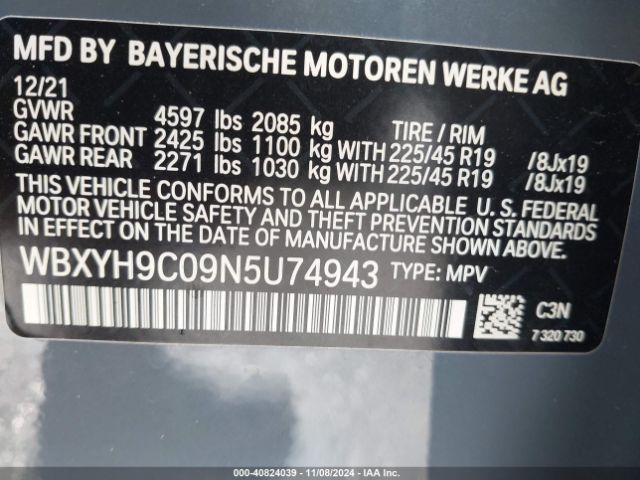 MFD BY BAYERISCHE MOTOREN WERKE AG
12/21
GVWR 4597 lbs 2085 kg TIRE / RIM
GAWR FRONT 2425 lbs 1100 kg WITH 225/45 R19 /8Jx19
GAWR REAR 2271 lbs 1030 kg WITH 225/45 R19 /8Jx19
THIS VEHICLE CONFORMS TO ALL APPLICABLE U. S. FEDERAL
MOTOR VEHICLE SAFETY AND THEFT PREVENTION STANDARDS
IN EFFECT ON THE DATE OF MANUFACTURE SHOWN ABOVE.
WBXYH9C09N5U74943 TYPE: MPV
C3N
7 320 730
00-40824039 - 11/08/2024 - IAAI.COM